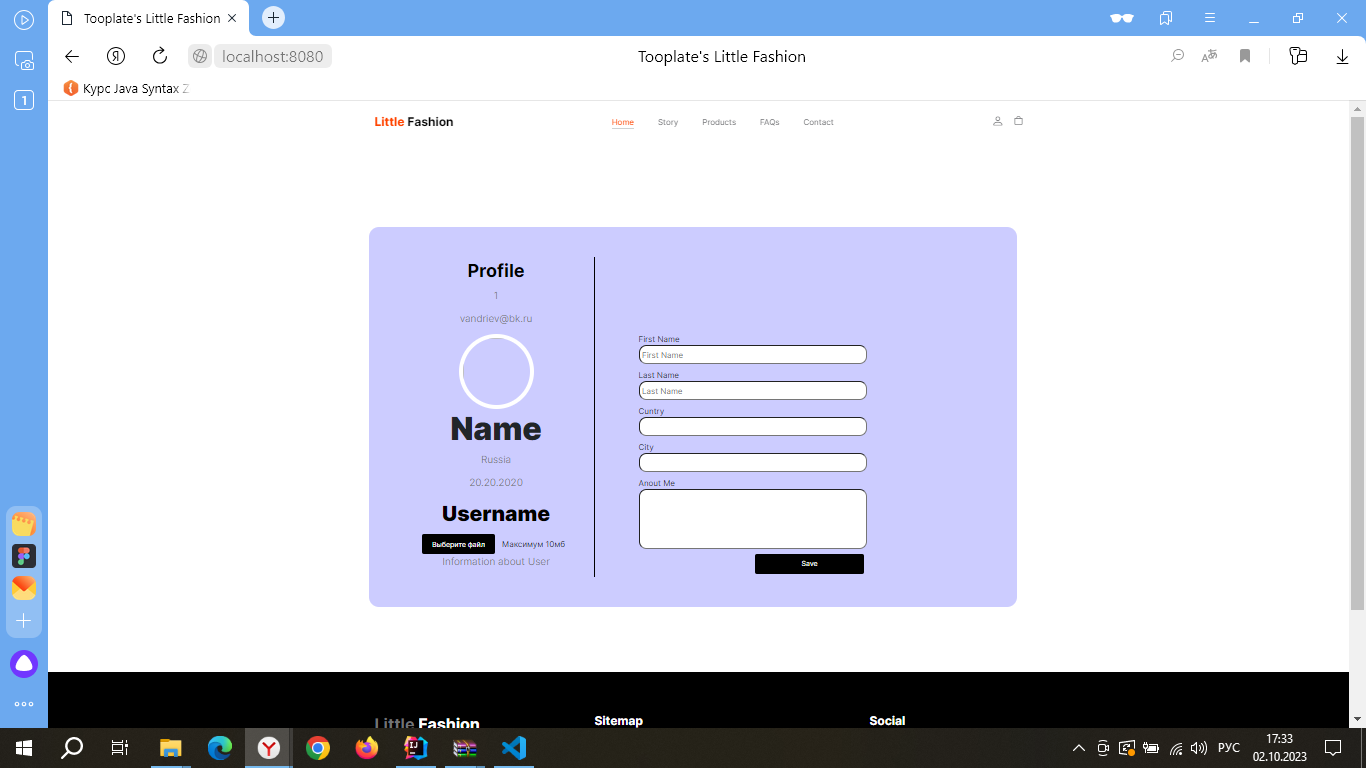 Tooplate's Little Fashion
localhost:8080
Tooplate's Little Fashion
1
Курс Java Syntax Z
Little Fashion
Home Story Products FAQs Contact
Profile
1
vandriev@bk.ru
Name
Russia
20.20.2020
Username
Выберите файл Максимум 10мб
Information about User
First Name
First Name
Last Name
Last Name
Cuntry
City
Anout Me
Save
Little Fashion
Sitemap
Social
17:33
РУС
02.10.2023